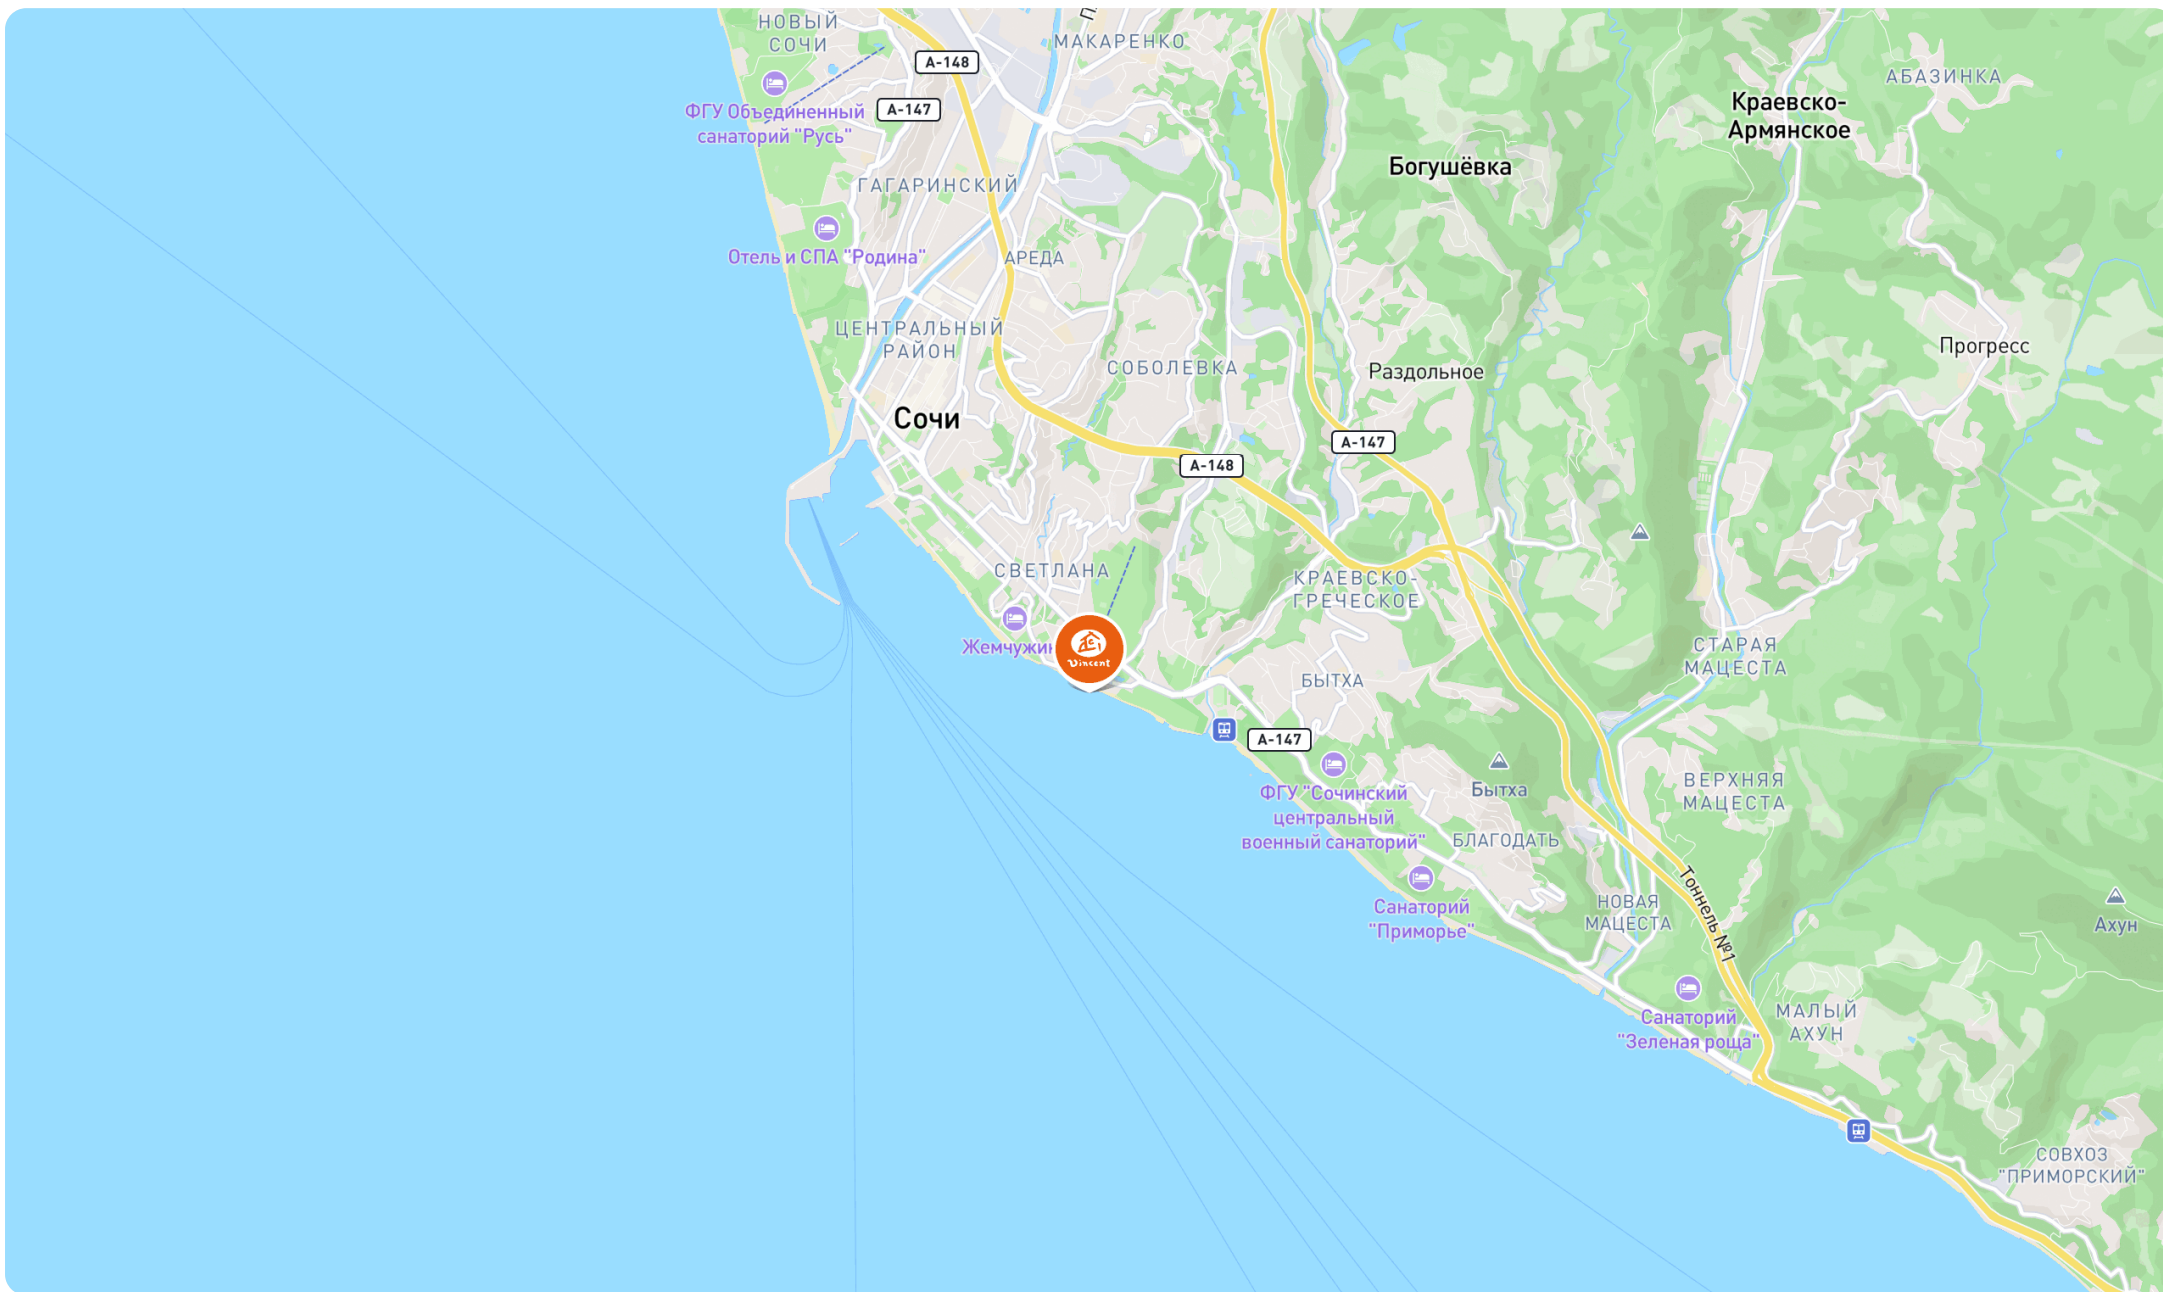 НОВЫЙ
СОЧИ
МАКАРЕНКО
А-148
АБАЗИНКА
Краевско-
Армянское
ФГУ Объединенный
санаторий "Русь"
А-147
Богушёвка
ГАГАРИНСКИЙ
Отель и СПА "Родина"
АРЕДА
ЦЕНТРАЛЬНЫЙ
РАЙОН
Прогресс
СОБОЛЕВКА
Раздольное
Сочи
А-147
А-148
СВЕТЛАНА
КРАЕВСКО-
ГРЕЧЕСКОЕ
Жемчужин
Vincent
СТАРАЯ
МАЦЕСТА
БЫТХА
А-147
ФГУ "Сочинский
центральный
военный санаторий"
Бытха
ВЕРХНЯЯ
МАЦЕСТА
БЛАГОДАТЬ
Санаторий
"Приморье"
НОВАЯ
МАЦЕСТА
Тоннель №1
Ахун
Санаторий
"Зеленая роща"
МАЛЫЙ
АХУН
СОВХОЗ
"ПРИМОРСКИЙ"